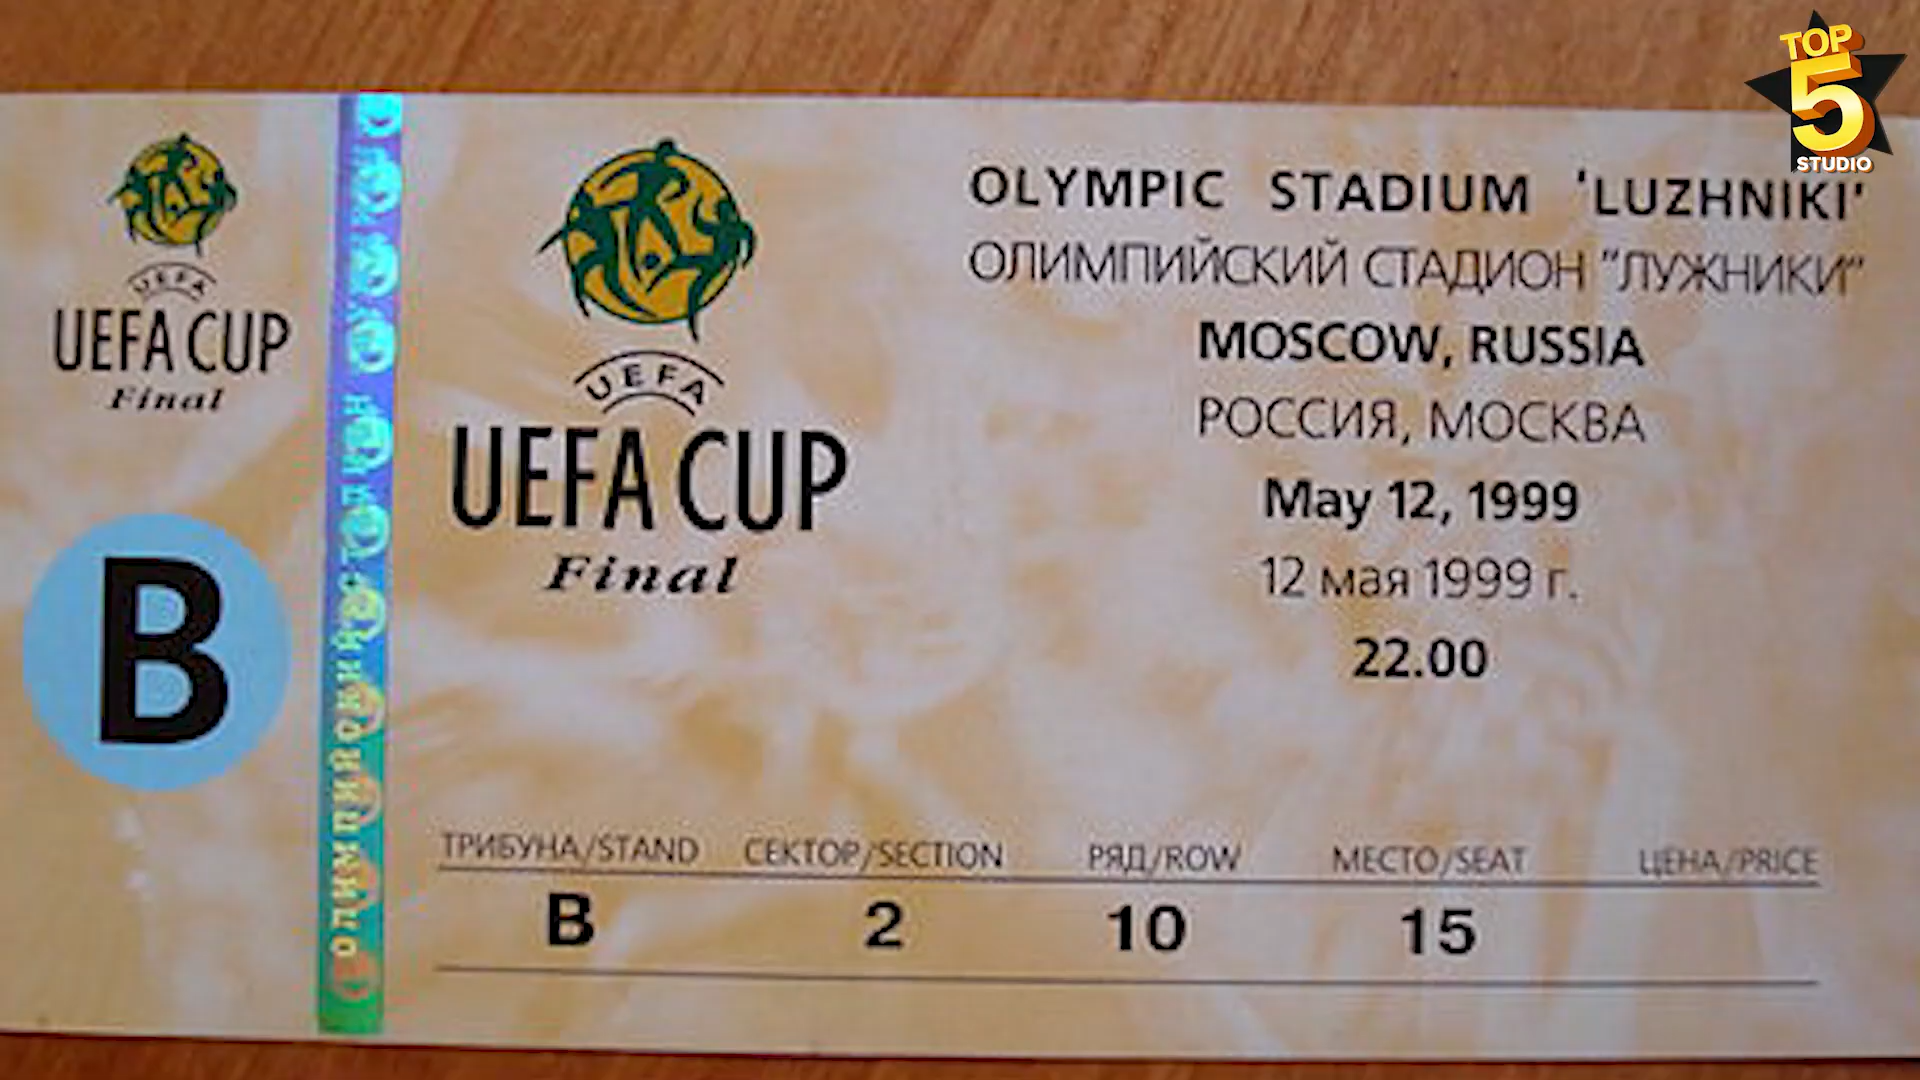 TOP
5
STUDIO
UEFA
UEFA CUP
Final
B
UEFA
UEFA CUP
Final
OLYMPIC STADIUM 'LUZHNIKI'
ОЛИМПИЙСКИЙ СТАДИОН "ЛУЖНИКИ"
MOSCOW, RUSSIA
РОССИЯ, МОСКВА
May 12, 1999
12 мая 1999 г.
22.00
ТРИБУНА/STAND СЕКТОР/SECTION РЯД/ROW МЕСТО/SEAT ЦЕНА/PRICE
B 2 10 15